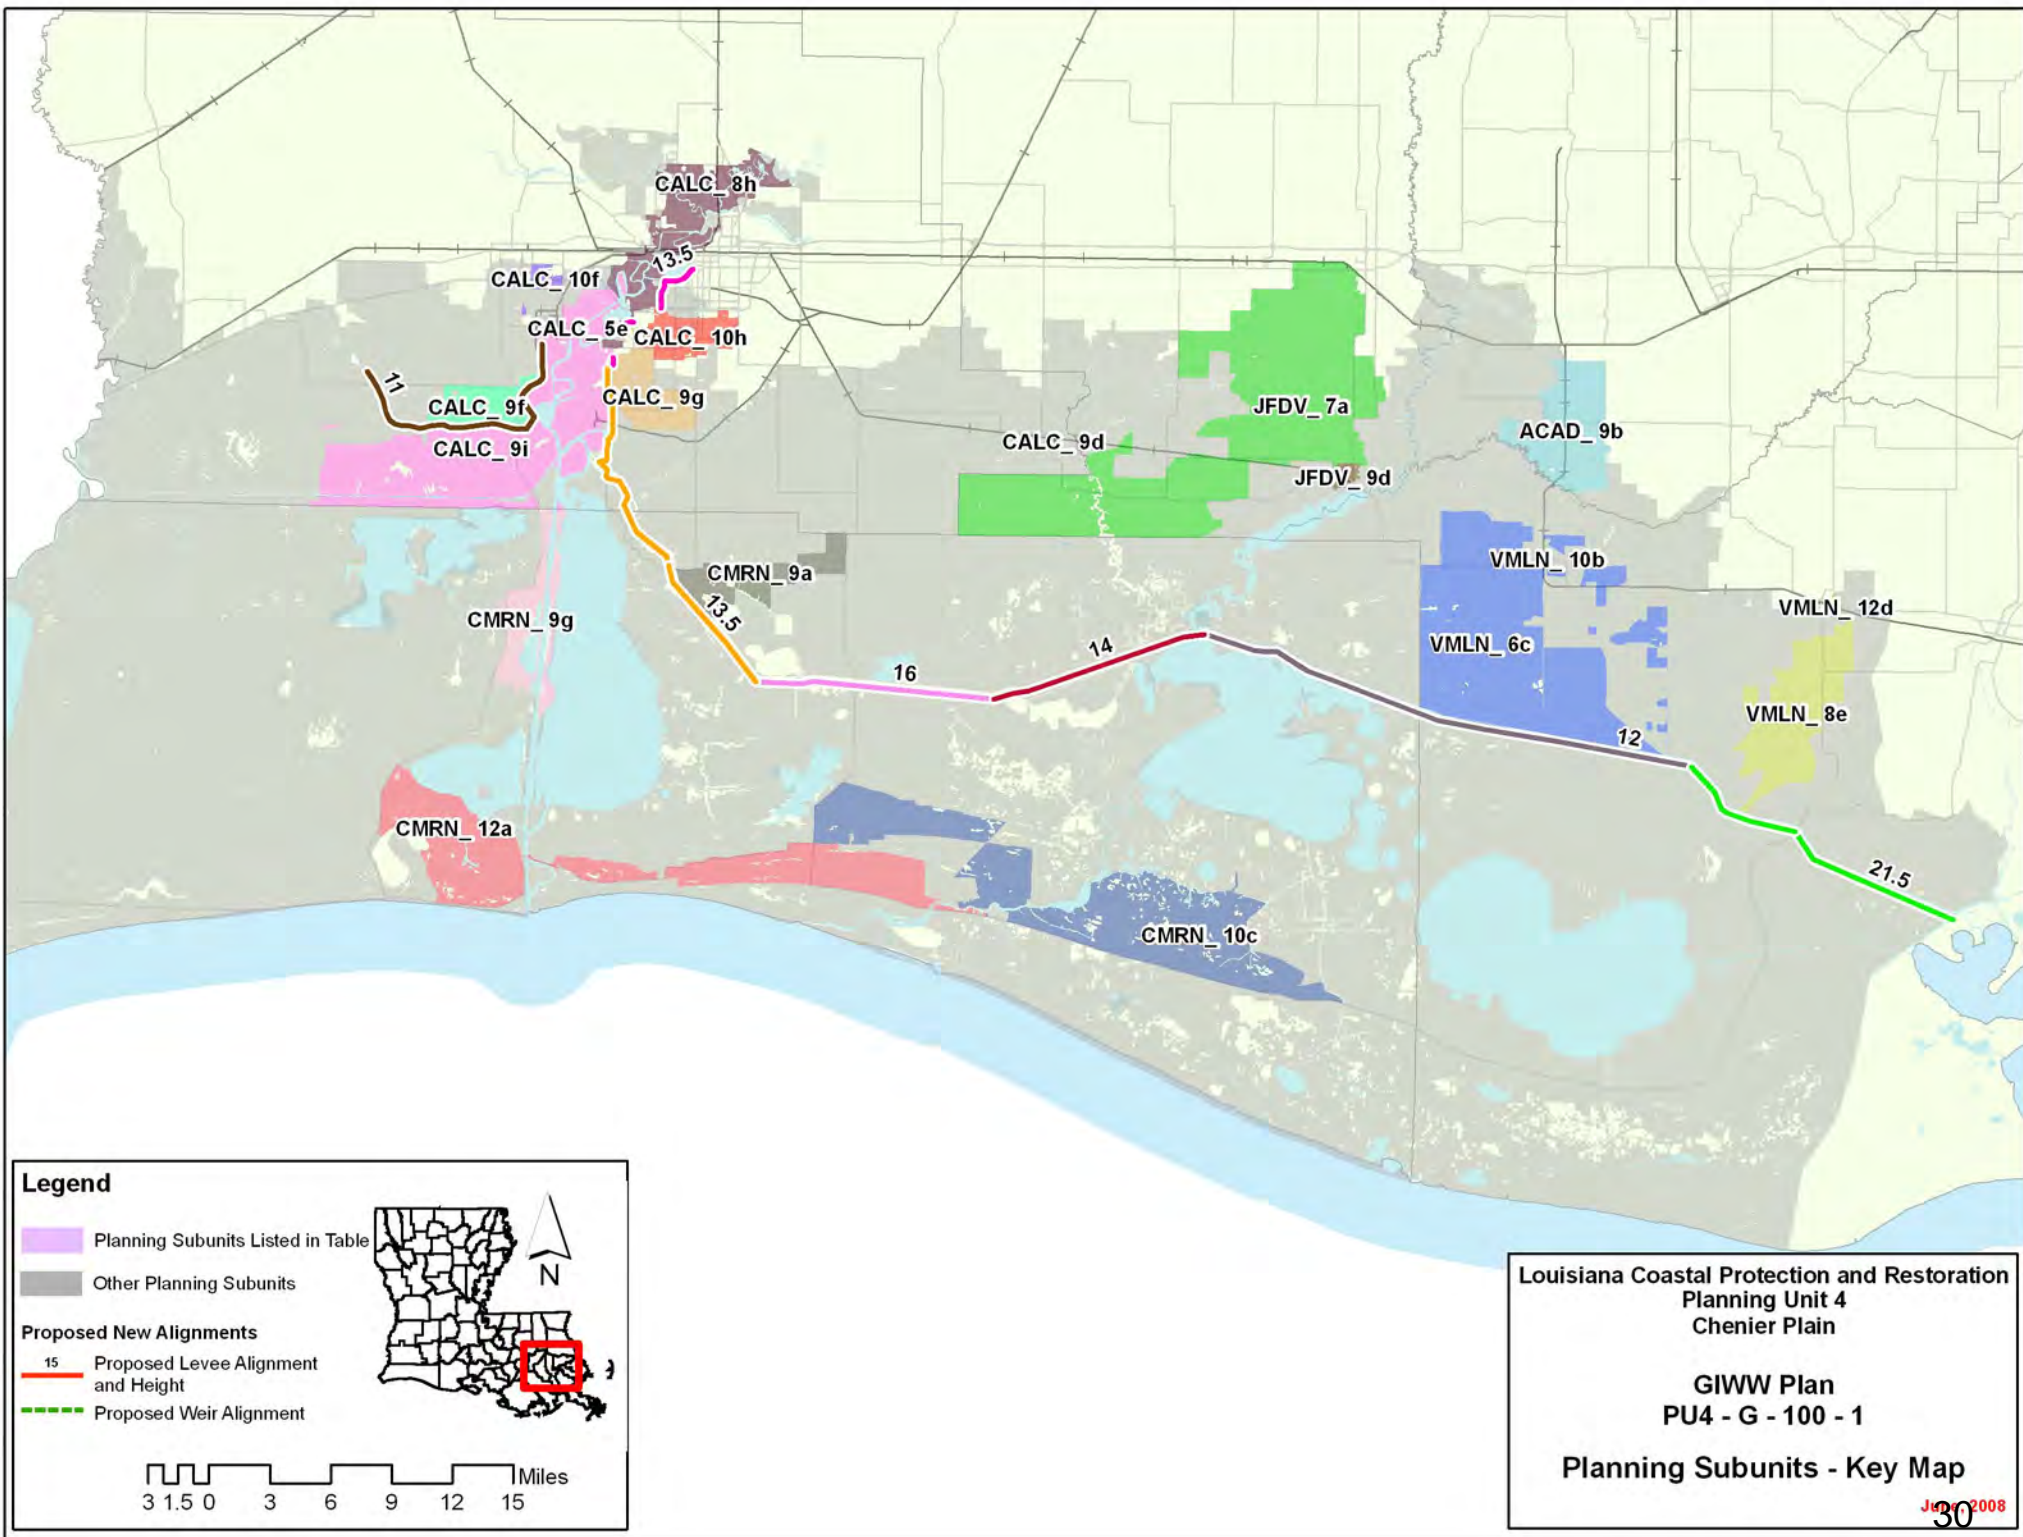 CALC_ 8h
13.5
CALC_ 10f
CALC_ 5e
CALC_ 10h
11
CALC_ 9g
CALC_ 9f
CALC_ 9i
JFDV_ 7a
CALC_ 9d
ACAD_ 9b
JFDV_ 9d
VMLN_ 10b
CMRN_ 9a
13.5
CMRN_ 9g
VMLN_ 12d
VMLN_ 6c
14
16
VMLN_ 8e
12
CMRN_ 12a
21.5
CMRN_ 10c
Legend
Planning Subunits Listed in Table
Other Planning Subunits
Proposed New Alignments
15 Proposed Levee Alignment
and Height
Proposed Weir Alignment
N
Miles
3 1.5 0 3 6 9 12 15
Louisiana Coastal Protection and Restoration
Planning Unit 4
Chenier Plain
GIWW Plan
PU4 - G - 100 - 1
Planning Subunits - Key Map
June, 2008
30